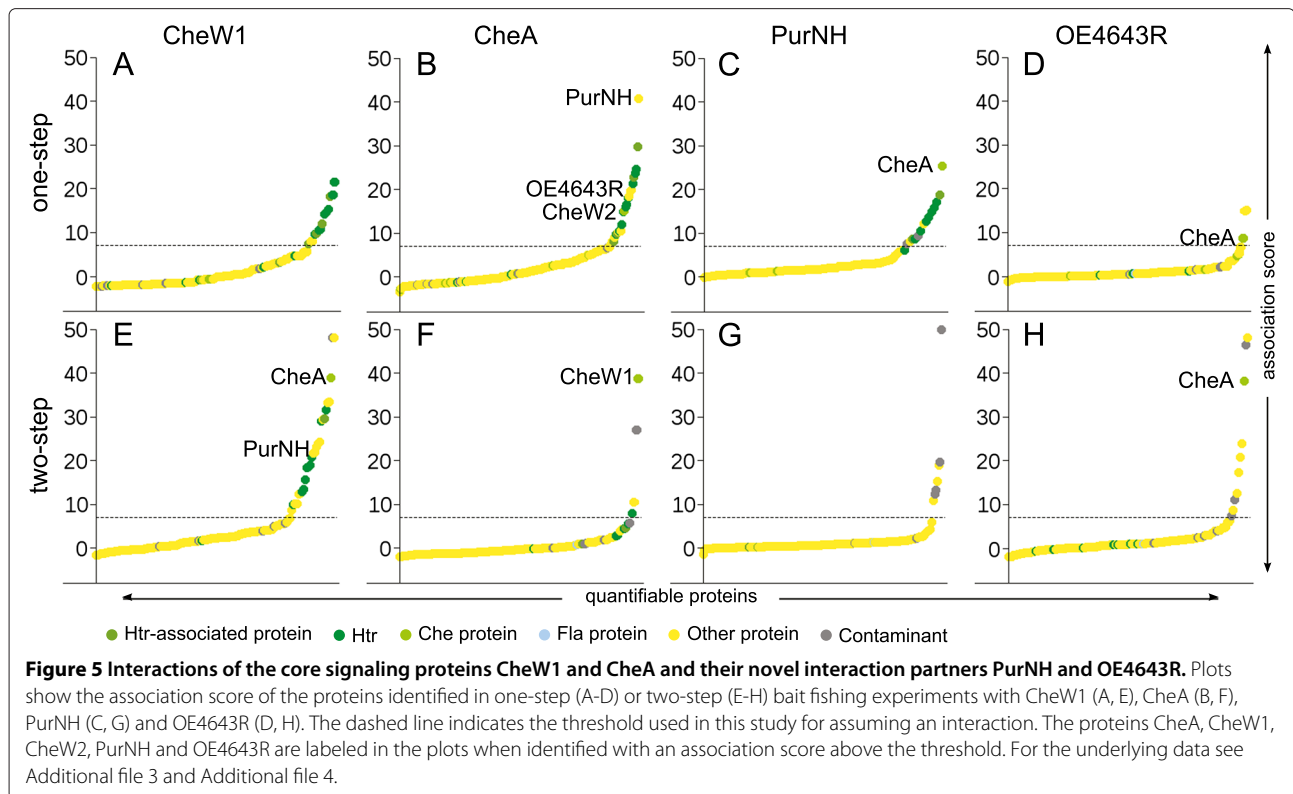 CheW1 CheA PurNH OE4643R
one-step
association score
50 A 50 B 50 C 50 D
40 40 40 40
PurNH
30 30 30 30
CheA
20 20 20 20
OE4643R
CheW2
10 10 10 10
CheA
0 0 0 0
two-step
50 E 50 F 50 G 50 H
40 40 40 40
CheA CheW1 CheA
30 30 30 30
PurNH
20 20 20 20
10 10 10 10
0 0 0 0
quantifiable proteins
Htr-associated protein Htr Che protein Fla protein Other protein Contaminant
Figure 5 Interactions of the core signaling proteins CheW1 and CheA and their novel interaction partners PurNH and OE4643R. Plots
show the association score of the proteins identified in one-step (A-D) or two-step (E-H) bait fishing experiments with CheW1 (A, E), CheA (B, F),
PurNH (C, G) and OE4643R (D, H). The dashed line indicates the threshold used in this study for assuming an interaction. The proteins CheA, CheW1,
CheW2, PurNH and OE4643R are labeled in the plots when identified with an association score above the threshold. For the underlying data see
Additional file 3 and Additional file 4.